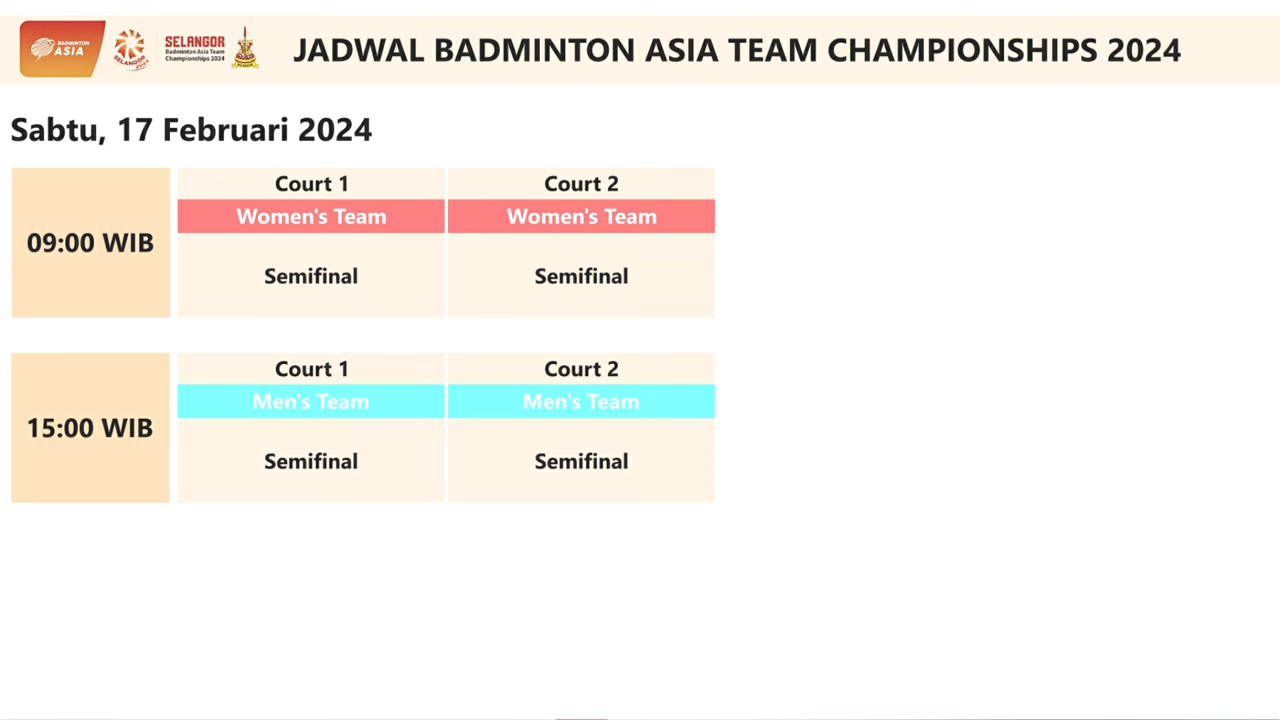 BADMINTON
ASIA
SELANGOR
2024
SELANGOR
Badminton Asia Team
Championships 2024
JADWAL BADMINTON ASIA TEAM CHAMPIONSHIPS 2024
Sabtu, 17 Februari 2024
09:00 WIB
Court 1
Court 2
Women's Team
Women's Team
Semifinal
Semifinal
15:00 WIB
Court 1
Court 2
Men's Team
Men's Team
Semifinal
Semifinal